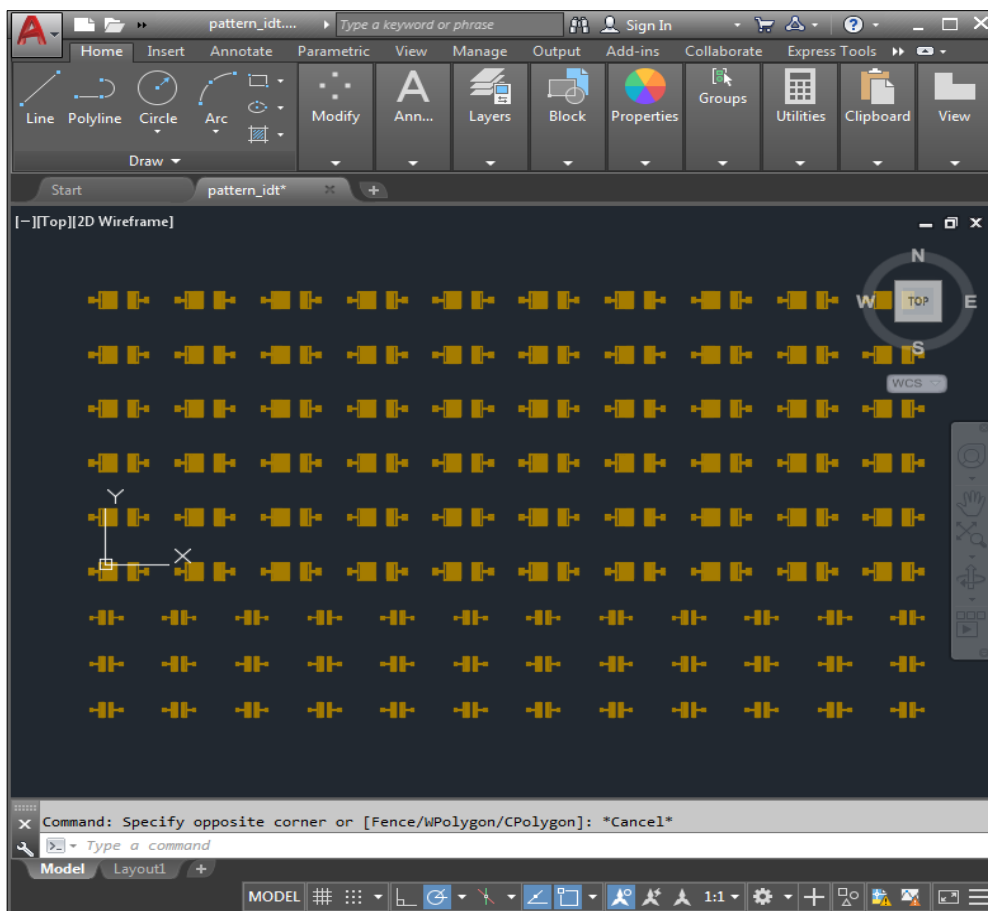 A
pattern_idt....
Type a keyword or phrase
Sign In
Home Insert Annotate Parametric View Manage Output Add-ins Collaborate Express Tools
Line Polyline Circle Arc Modify Ann... Layers Block Properties Groups Utilities Clipboard View
Draw
Start pattern_idt*
[−][Top][2D Wireframe]
N
W TOP E
S
WCS
Y
X
Command: Specify opposite corner or [Fence/WPolygon/CPolygon]: *Cancel*
Type a command
Model Layout1 +
MODEL 1:1